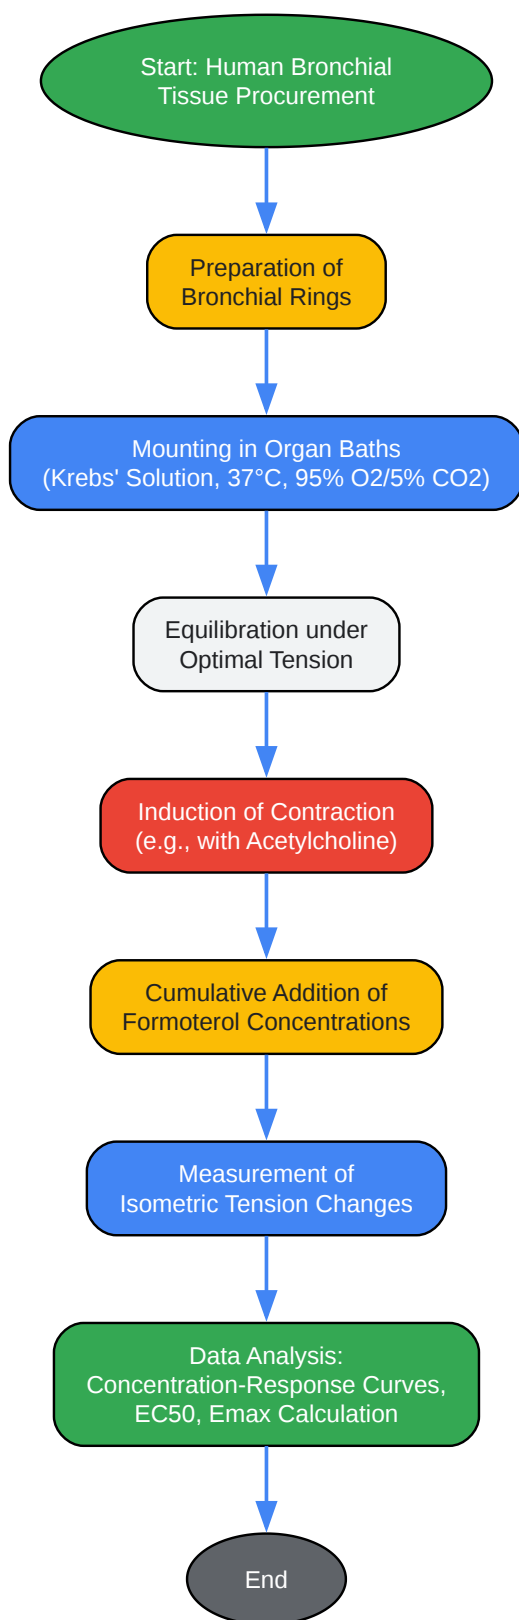 Start: Human Bronchial
Tissue Procurement
Preparation of
Bronchial Rings
Mounting in Organ Baths
(Krebs' Solution, 37°C, 95% O2/5% CO2)
Equilibration under
Optimal Tension
Induction of Contraction
(e.g., with Acetylcholine)
Cumulative Addition of
Formoterol Concentrations
Measurement of
Isometric Tension Changes
Data Analysis:
Concentration-Response Curves,
EC50, Emax Calculation
End